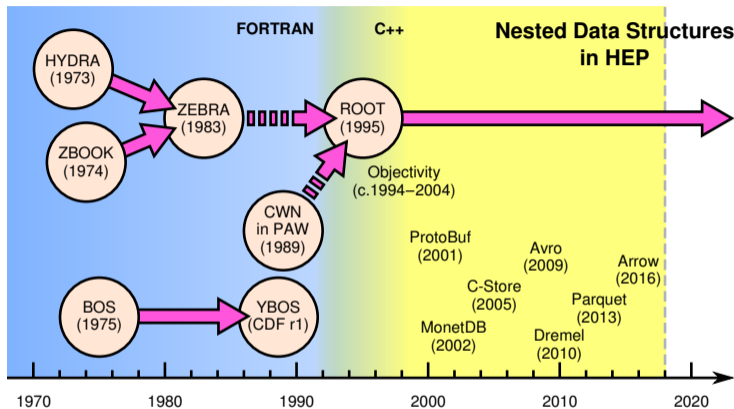 FORTRAN
C++
Nested Data Structures
in HEP
HYDRA
(1973)
ZEBRA
(1983)
ROOT
(1995)
ZBOOK
(1974)
Objectivity
(c.1994−2004)
CWN
in PAW
(1989)
ProtoBuf
(2001)
Avro
(2009)
Arrow
(2016)
C-Store
(2005)
Parquet
(2013)
BOS
(1975)
YBOS
(CDF r1)
MonetDB
(2002)
Dremel
(2010)
1970
1980
1990
2000
2010
2020